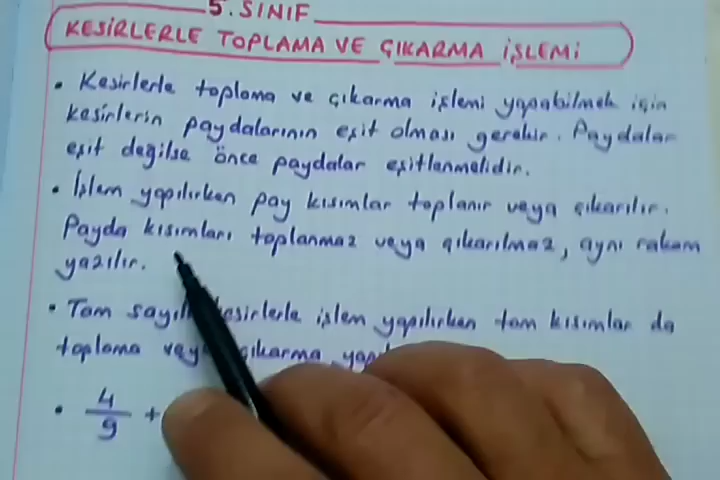 5. SINIF
KESİRLERLE TOPLAMA VE ÇIKARMA İŞLEMİ
• Kesirlerle toplama ve çıkarma işlemi yapabilmek için
kesirlerin paydalarının eşit olması gerekir. Paydalar
eşit değilse önce paydalar eşitlenmelidir.
• İşlem yapılırken pay kısımlar toplanır veya çıkarılır.
Payda kısımları toplanmaz veya çıkarılmaz, aynı rakam
yazılır.
• Tam sayılı kesirlerle işlem yapılırken tam kısımlar da
toplama veya çıkarma
• 4/9 +